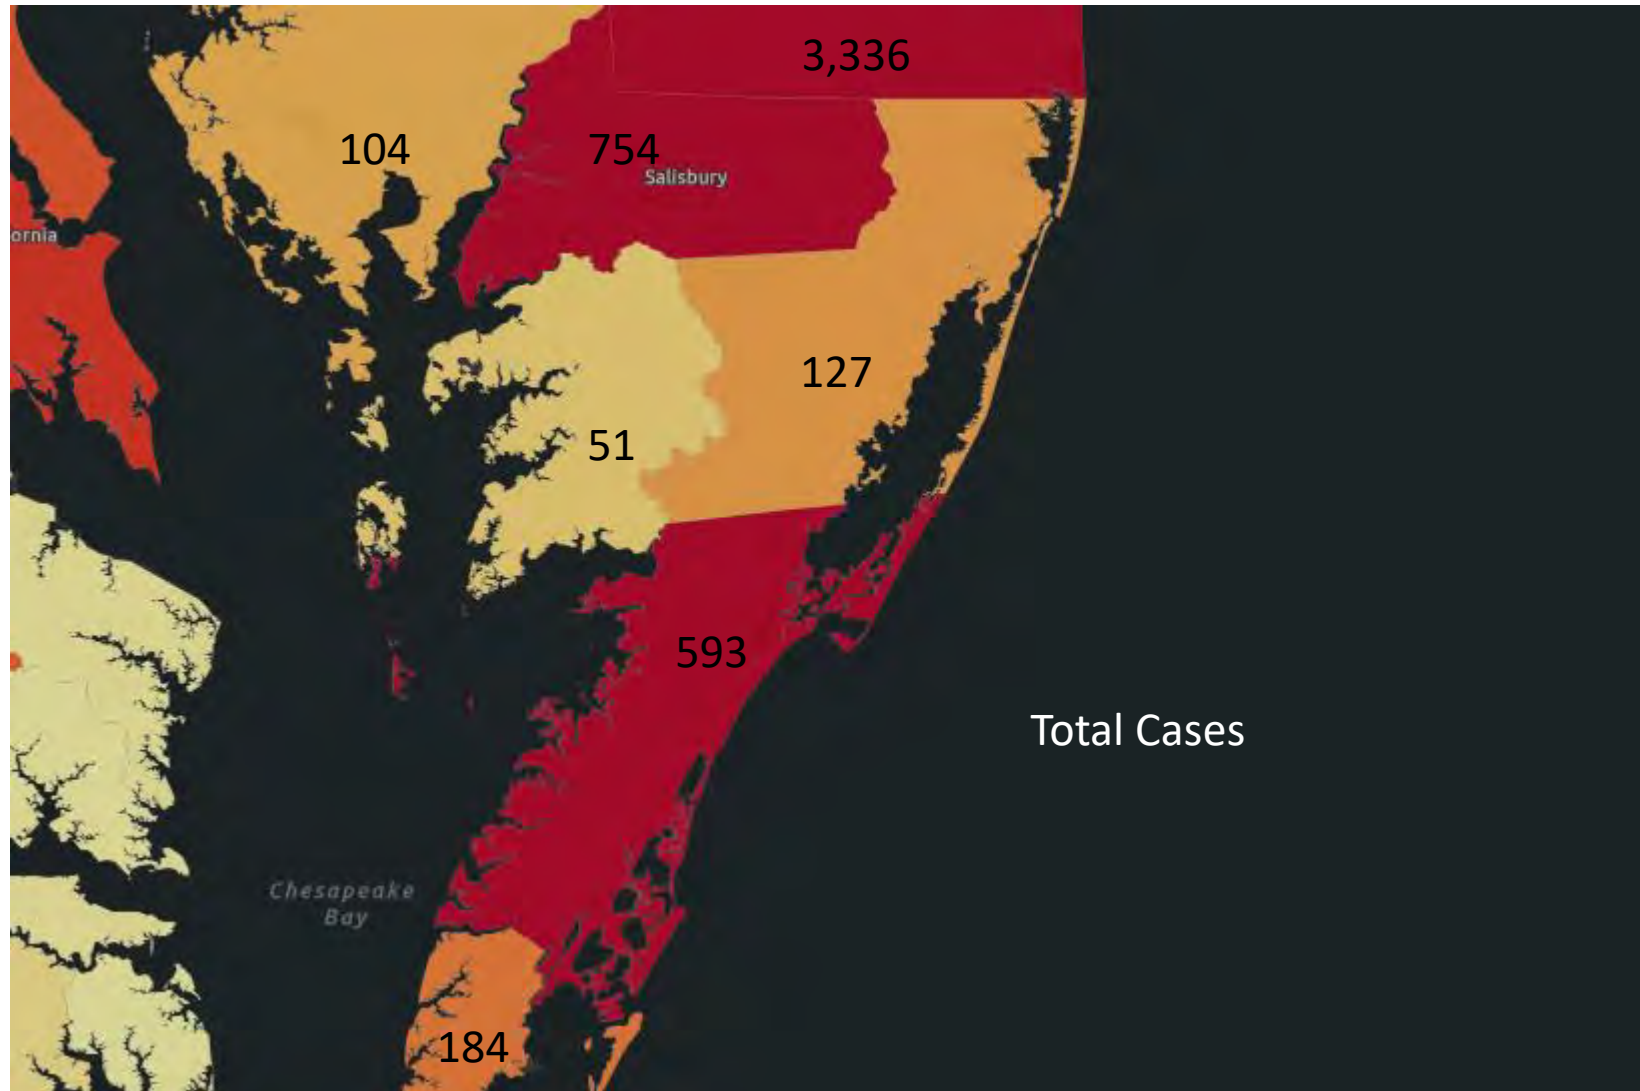 3,336
104
754
Salisbury
ornia
127
51
593
Total Cases
Chesapeake
Bay
184